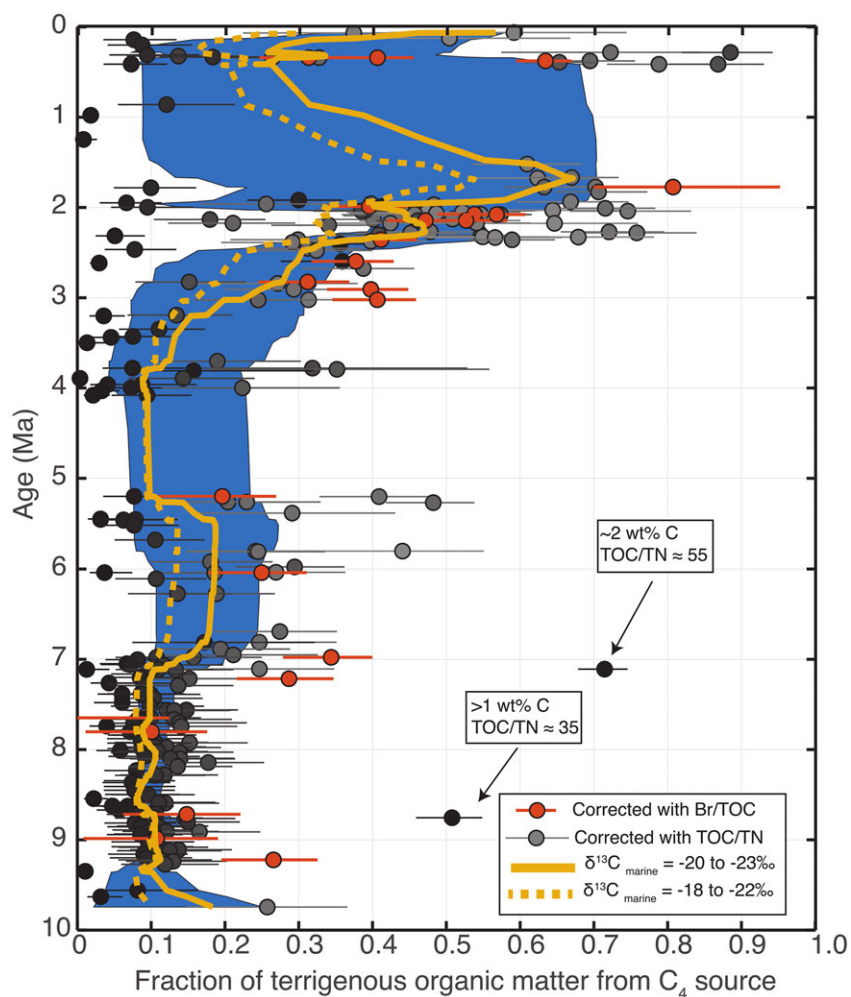 0
1
2
3
4
5
6
7
8
9
10
Age (Ma)
~2 wt% C
TOC/TN ≈ 55
>1 wt% C
TOC/TN ≈ 35
Corrected with Br/TOC
Corrected with TOC/TN
δ¹³C marine = -20 to -23‰
δ¹³C marine = -18 to -22‰
0 0.1 0.2 0.3 0.4 0.5 0.6 0.7 0.8 0.9 1.0
Fraction of terrigenous organic matter from C₄ source